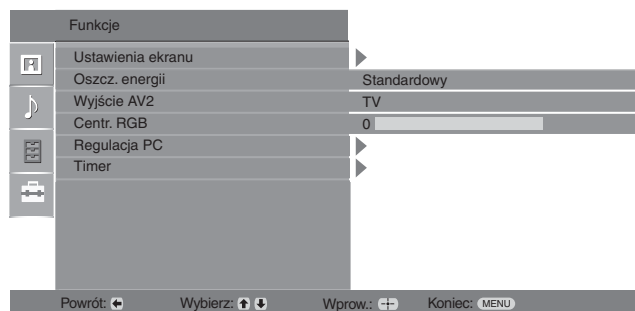 Funkcje
Ustawienia ekranu
Oszcz. energii Standardowy
Wyjście AV2 TV
Centr. RGB 0
Regulacja PC
Timer
Powrót: Wybierz: Wprow.: Koniec: MENU